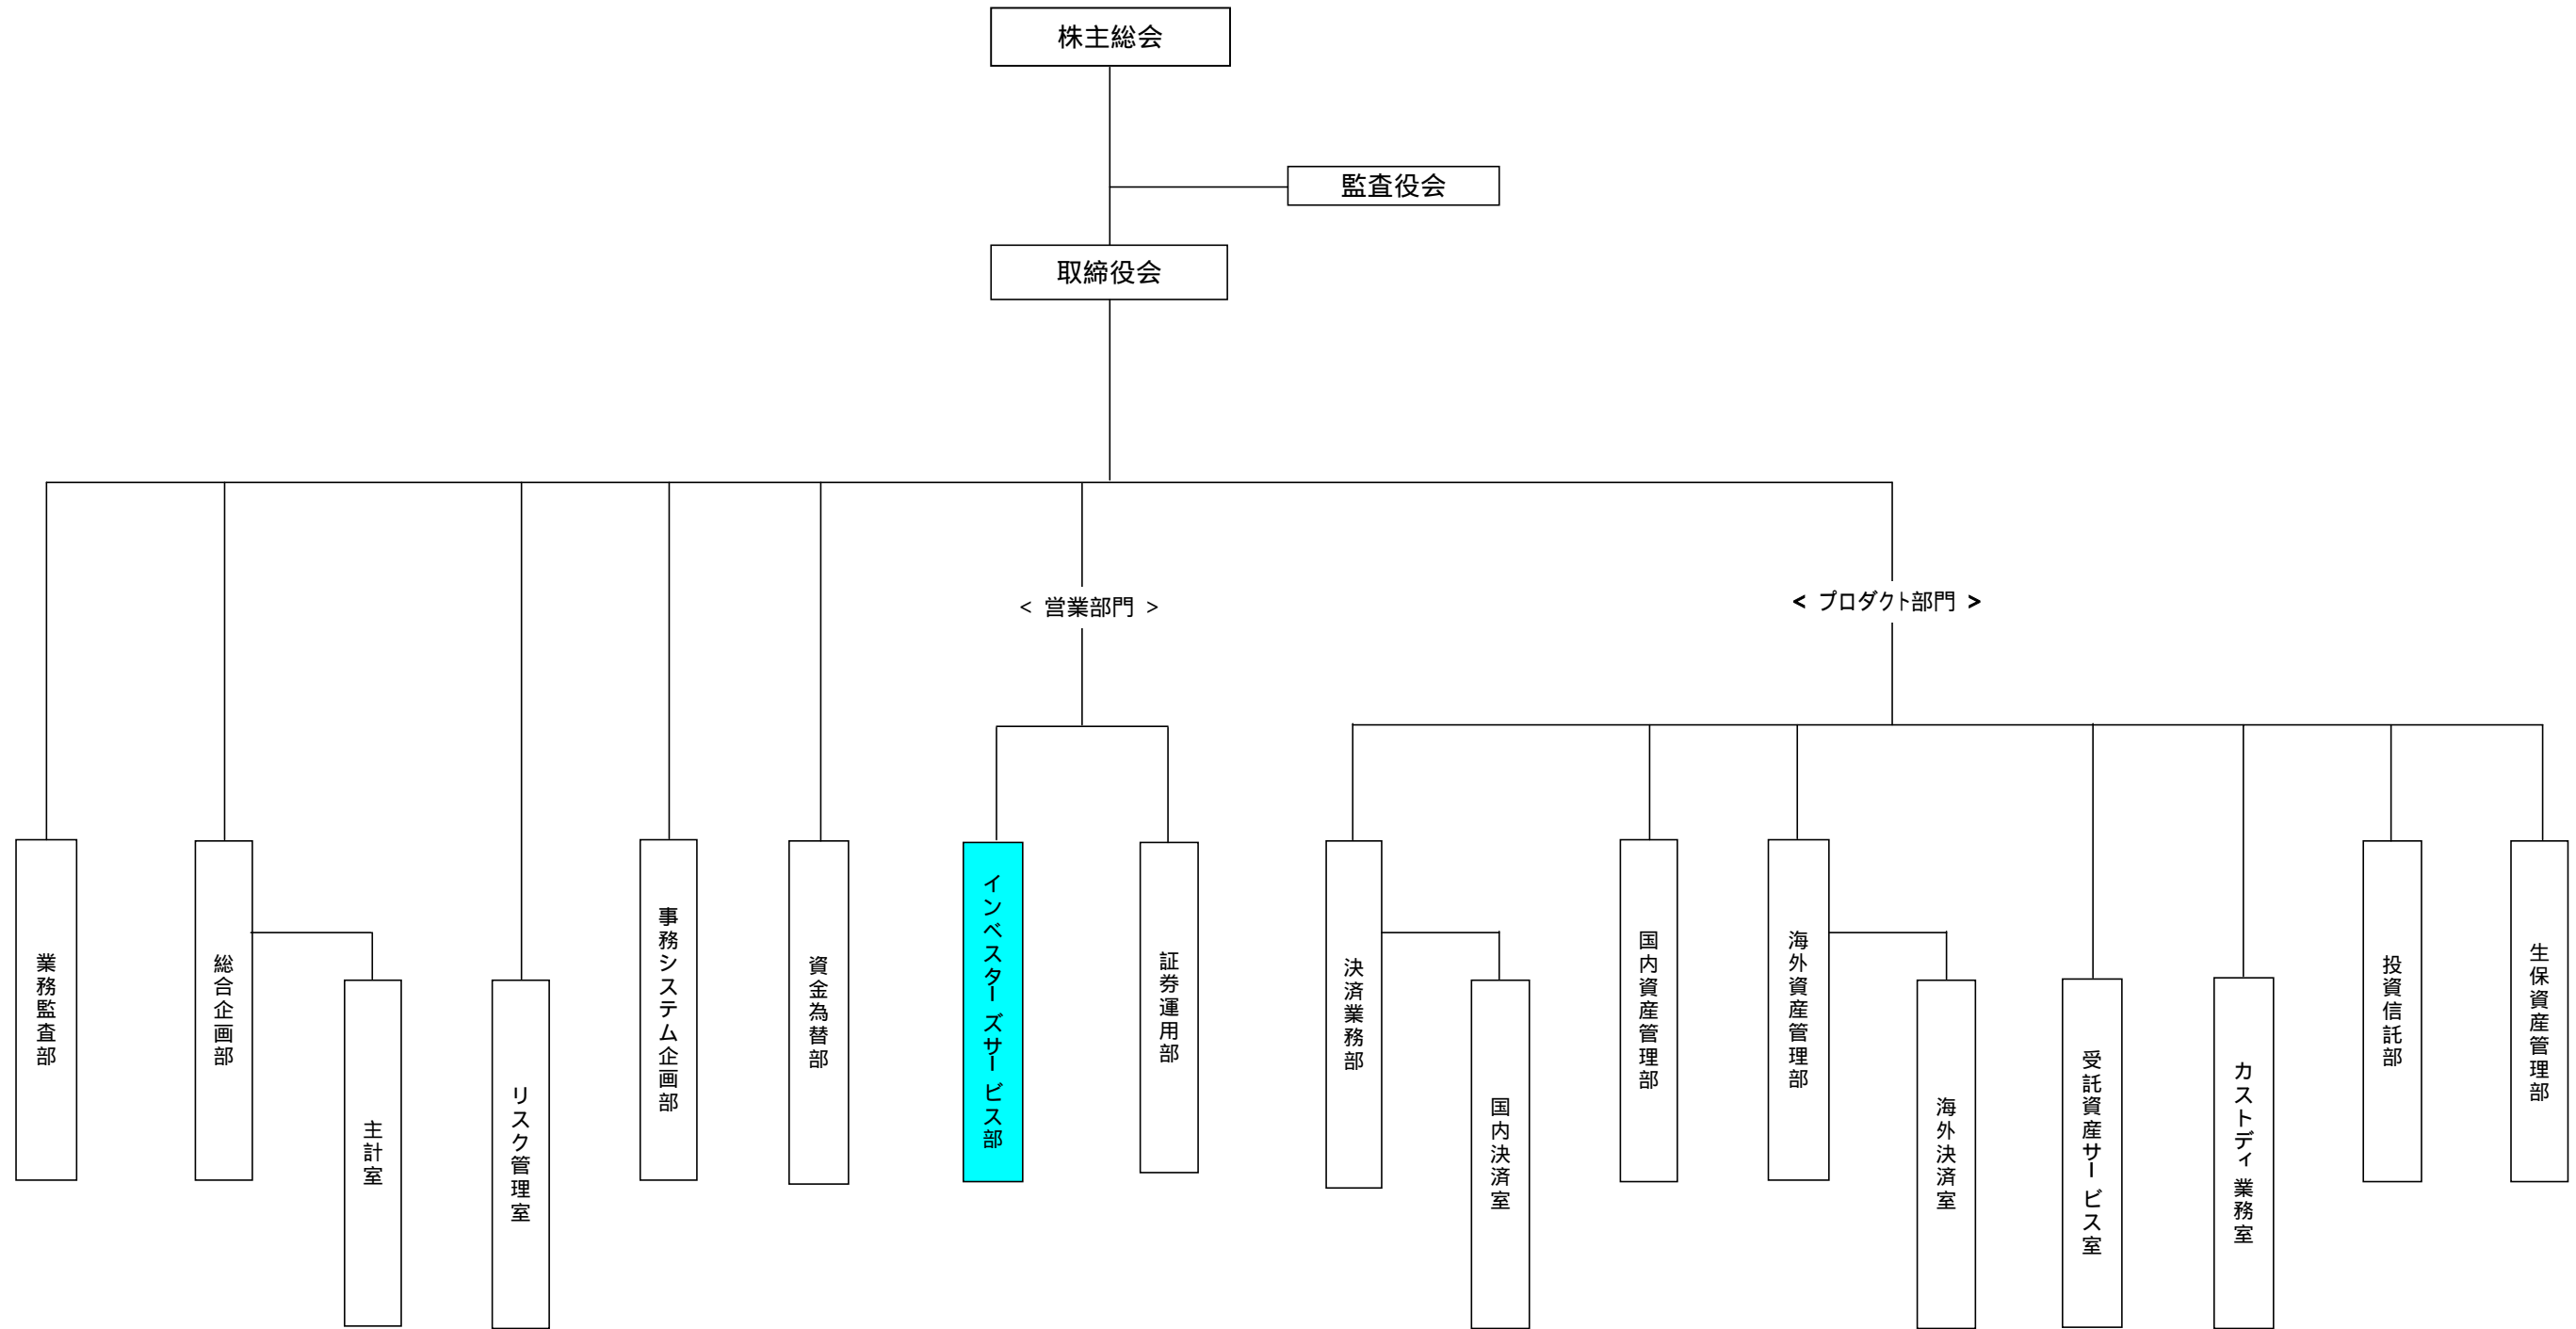 株主総会
監査役会
取締役会
< 営業部門 >
< プロダクト部門 >
業務監査部
総合企画部
主計室
リスク管理室
事務システム企画部
資金為替部
インベスターズサービス部
証券運用部
決済業務部
国内決済室
国内資産管理部
海外資産管理部
海外決済室
受託資産サービス室
カストディ業務室
投資信託部
生保資産管理部